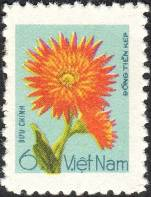 ĐỒNG TIỀN KÉP
BƯU CHÍNH
6 Việt Nam